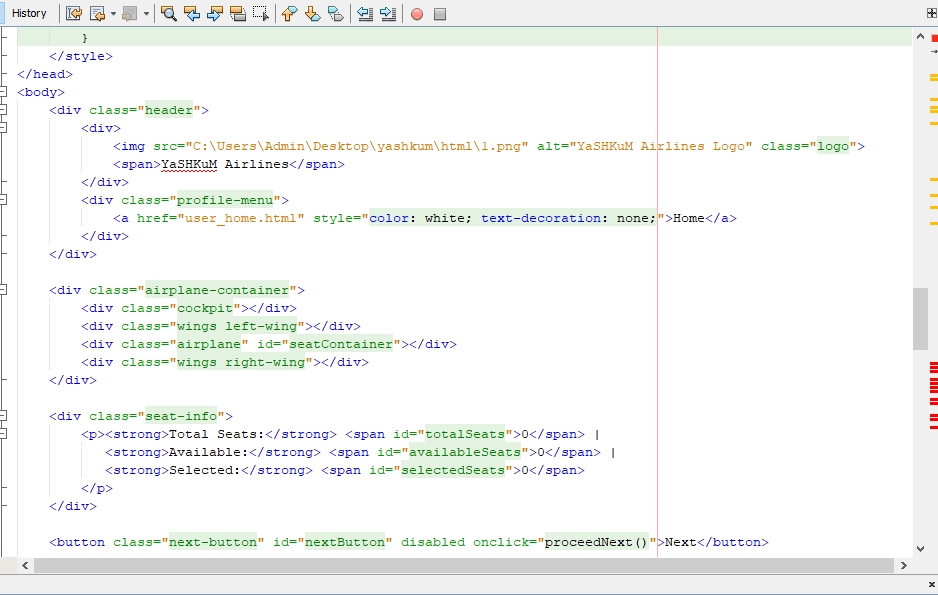 History
}
</style>
</head>
<body>
<div class="header">
<div>
<img src="C:\Users\Admin\Desktop\yashkum\html\1.png" alt="YaSHKuM Airlines Logo" class="logo">
<span>YaSHKuM Airlines</span>
</div>
<div class="profile-menu">
<a href="user_home.html" style="color: white; text-decoration: none;">Home</a>
</div>
</div>
<div class="airplane-container">
<div class="cockpit"></div>
<div class="wings left-wing"></div>
<div class="airplane" id="seatContainer"></div>
<div class="wings right-wing"></div>
</div>
<div class="seat-info">
<p><strong>Total Seats:</strong> <span id="totalSeats">0</span> |
<strong>Available:</strong> <span id="availableSeats">0</span> |
<strong>Selected:</strong> <span id="selectedSeats">0</span>
</p>
</div>
<button class="next-button" id="nextButton" disabled onclick="proceedNext()">Next</button>